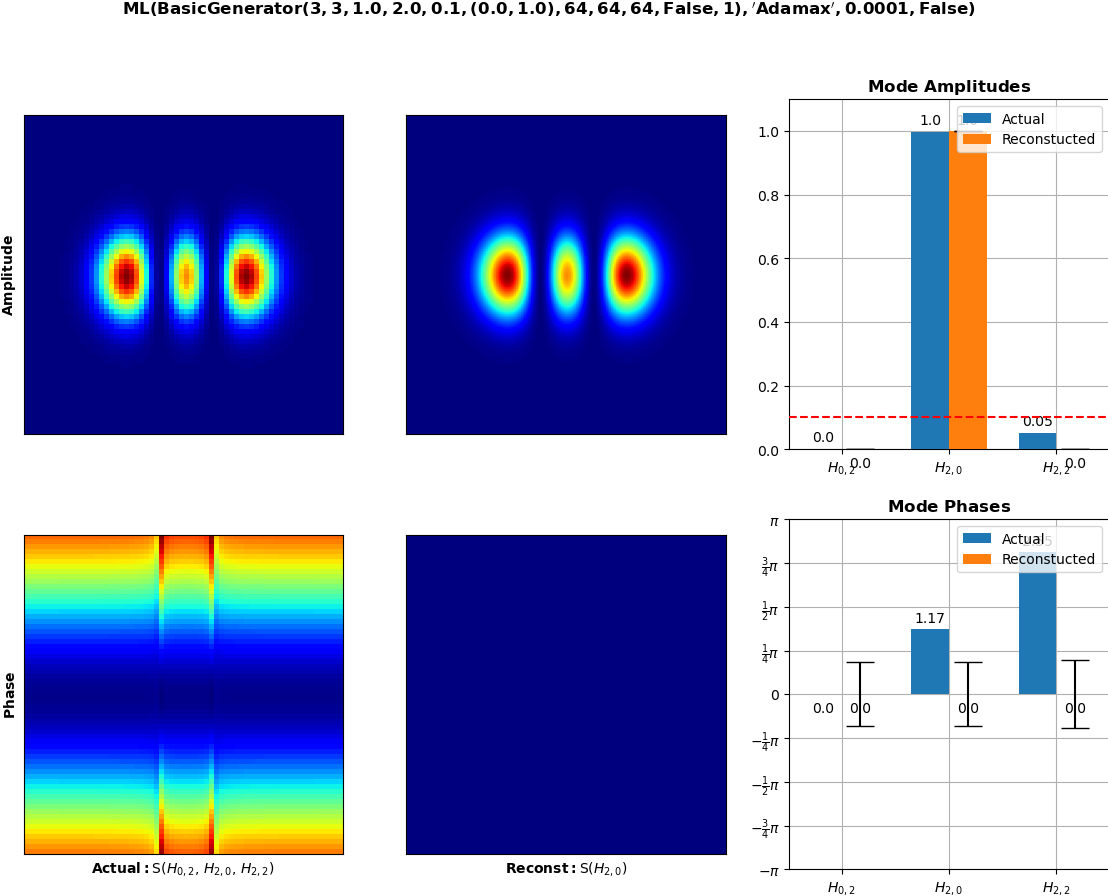 ML(BasicGenerator(3, 3, 1.0, 2.0, 0.1, (0.0, 1.0), 64, 64, 64, False, 1), ′Adamax′, 0.0001, False)
Mode Amplitudes
Amplitude
Actual
Reconstucted
1.0
1.0
0.8
0.6
0.4
0.2
0.0
0.0
0.0
0.05
0.0
H₀,₂
H₂,₀
H₂,₂
Mode Phases
Phase
Actual
Reconstucted
π
¾π
½π
¼π
0
−¼π
−½π
−¾π
−π
0.0
0.0
1.17
0.0
0.0
H₀,₂
H₂,₀
H₂,₂
Actual: S(H₀,₂, H₂,₀, H₂,₂)
Reconst: S(H₂,₀)